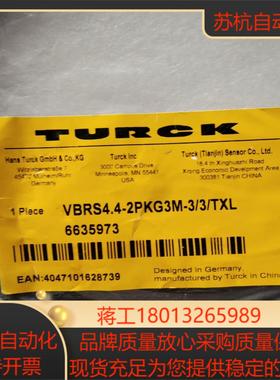 苏杭自动
TURCK
Hans Turck GmbH & Co.,KG
Witzlebenstraße 7
45472 Mülheim/Ruhr
Germany
Turck Inc
3000 Campus Drive
Minneapolis, MN 55441
USA
Turck (Tianjin) Sensor Co., Ltd.
18.4 th Xinghuazhi Road
Xiqing Economic Development Area
300381 Tianjin CHINA
1 Piece
VBRS4.4-2PKG3M-3/3/TXL
6635973
EAN:4047101628739
Designed in Germany
manufactured by Turck in China
蒋工18013265989
自动化
开票
品牌质量放心采购质量保
现货充足为您提供稳定的